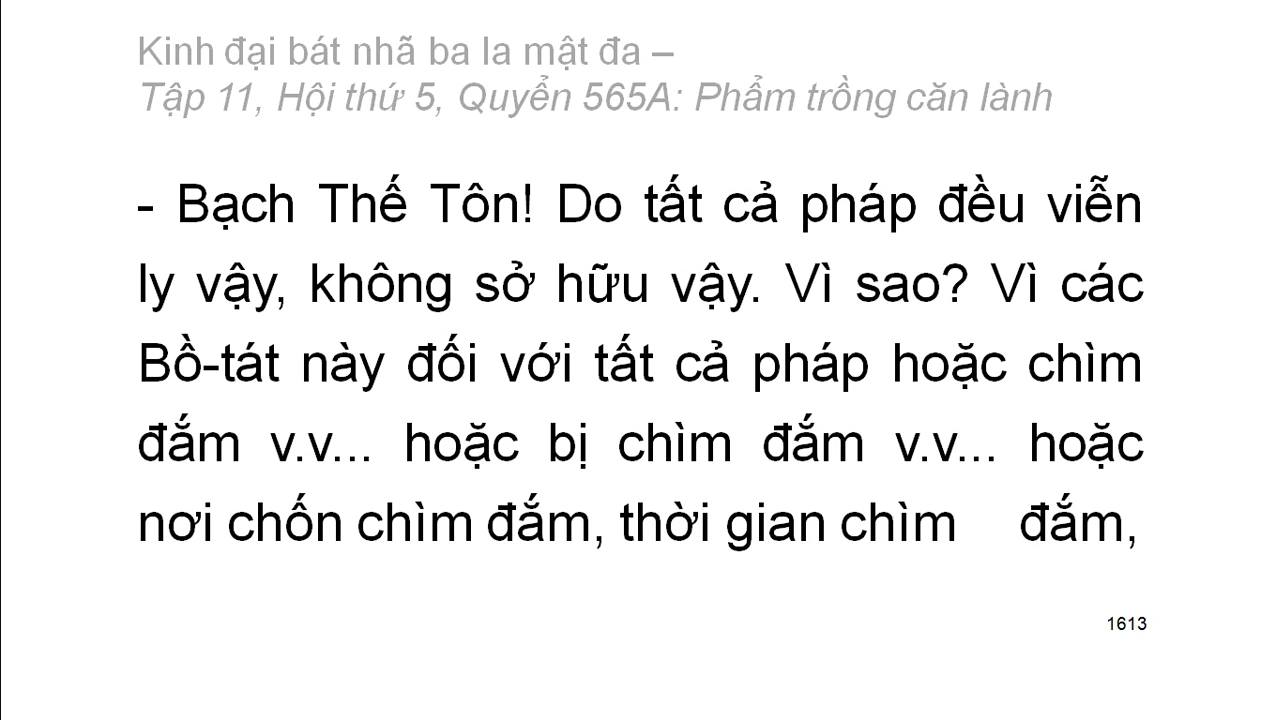 Kinh đại bát nhã ba la mật đa –
Tập 11, Hội thứ 5, Quyển 565A: Phẩm trồng căn lành
- Bạch Thế Tôn! Do tất cả pháp đều viễn
ly vậy, không sở hữu vậy. Vì sao? Vì các
Bồ-tát này đối với tất cả pháp hoặc chìm
đắm v.v... hoặc bị chìm đắm v.v... hoặc
nơi chốn chìm đắm, thời gian chìm đắm,
1613